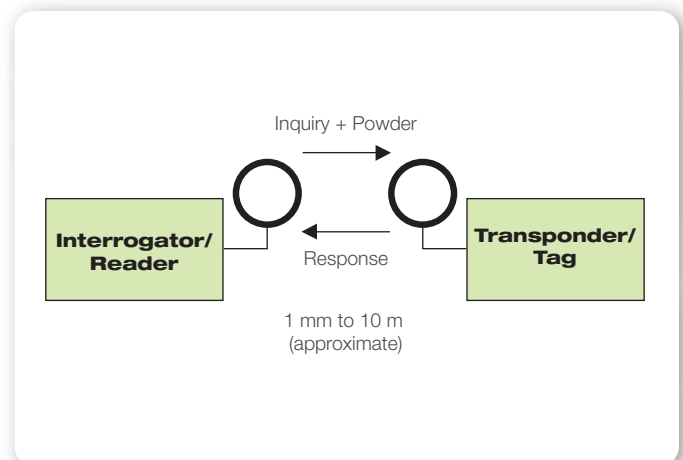 Inquiry + Powder
Interrogator/
Reader
Transponder/
Tag
Response
1 mm to 10 m
(approximate)